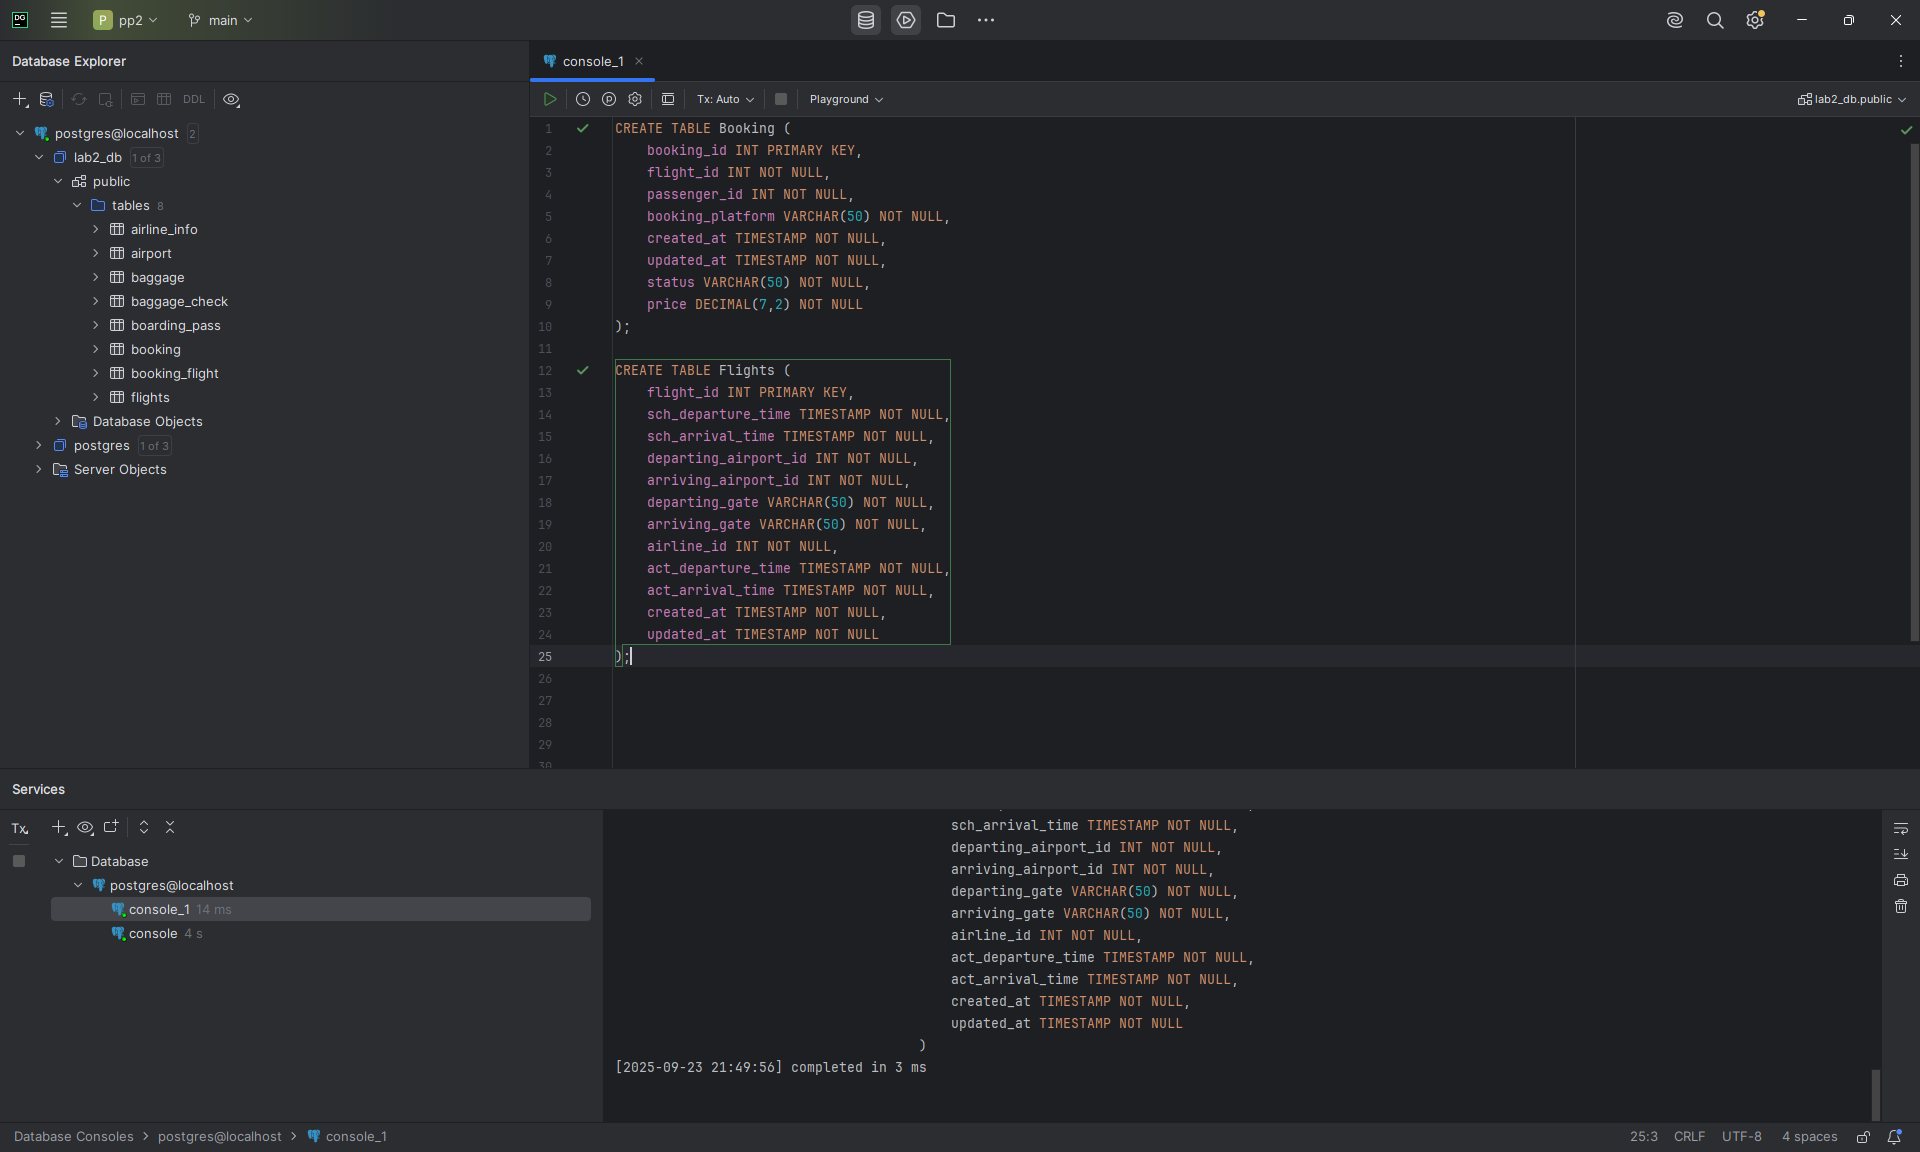 DG
P pp2
main
Database Explorer
console_1
DDL
Tx: Auto
Playground
lab2_db.public
postgres@localhost 2
lab2_db 1 of 3
public
tables 8
airline_info
airport
baggage
baggage_check
boarding_pass
booking
booking_flight
flights
Database Objects
postgres 1 of 3
Server Objects
1 CREATE TABLE Booking (
2 booking_id INT PRIMARY KEY,
3 flight_id INT NOT NULL,
4 passenger_id INT NOT NULL,
5 booking_platform VARCHAR(50) NOT NULL,
6 created_at TIMESTAMP NOT NULL,
7 updated_at TIMESTAMP NOT NULL,
8 status VARCHAR(50) NOT NULL,
9 price DECIMAL(7,2) NOT NULL
10 );
11
12 CREATE TABLE Flights (
13 flight_id INT PRIMARY KEY,
14 sch_departure_time TIMESTAMP NOT NULL,
15 sch_arrival_time TIMESTAMP NOT NULL,
16 departing_airport_id INT NOT NULL,
17 arriving_airport_id INT NOT NULL,
18 departing_gate VARCHAR(50) NOT NULL,
19 arriving_gate VARCHAR(50) NOT NULL,
20 airline_id INT NOT NULL,
21 act_departure_time TIMESTAMP NOT NULL,
22 act_arrival_time TIMESTAMP NOT NULL,
23 created_at TIMESTAMP NOT NULL,
24 updated_at TIMESTAMP NOT NULL
25 );
26
27
28
29
30
Services
Tx
Database
postgres@localhost
console_1 14 ms
console 4 s
sch_arrival_time TIMESTAMP NOT NULL,
departing_airport_id INT NOT NULL,
arriving_airport_id INT NOT NULL,
departing_gate VARCHAR(50) NOT NULL,
arriving_gate VARCHAR(50) NOT NULL,
airline_id INT NOT NULL,
act_departure_time TIMESTAMP NOT NULL,
act_arrival_time TIMESTAMP NOT NULL,
created_at TIMESTAMP NOT NULL,
updated_at TIMESTAMP NOT NULL
)
[2025-09-23 21:49:56] completed in 3 ms
Database Consoles > postgres@localhost > console_1
25:3 CRLF UTF-8 4 spaces